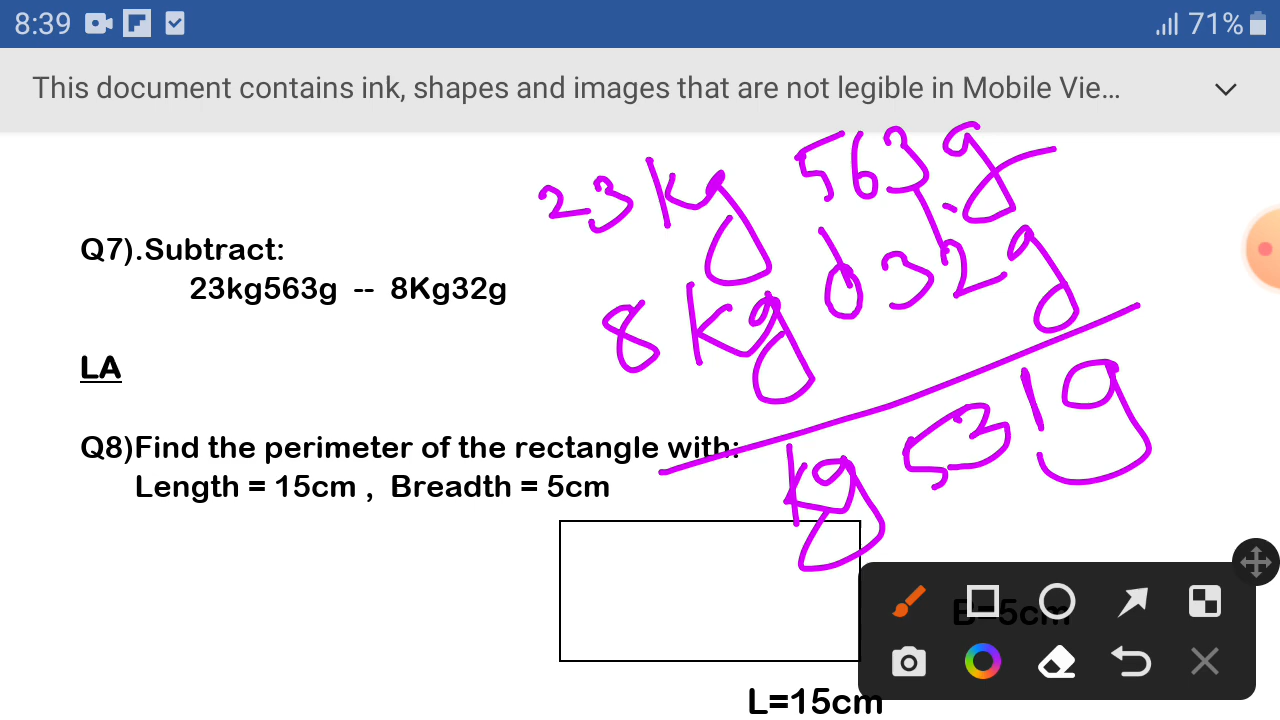 8:39 71%
This document contains ink, shapes and images that are not legible in Mobile Vie...
23kg 563g
Q7).Subtract:
23kg563g -- 8Kg32g
8kg 032g
LA
kg 531g
Q8)Find the perimeter of the rectangle with:
Length = 15cm , Breadth = 5cm
B=5cm
L=15cm